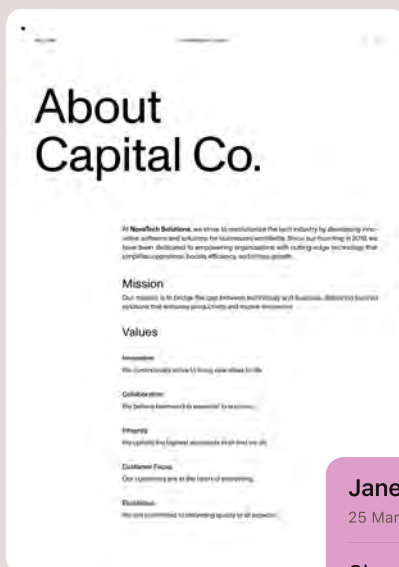 About
Capital Co.
At NovaTech Solutions, we strive to revolutionize the tech industry by developing inno-
vative software and solutions for businesses worldwide. Since our founding in 2010, we
have been dedicated to empowering organizations with cutting-edge technology that
simplifies operations, boosts efficiency,
Mission
Our mission is to bridge the gap between technology and business, delivering
solutions that enhance productivity and
Values
Innovation
We continuously strive to bring new ideas to life
Collaboration
We believe teamwork is essential to success.
Integrity
We uphold the highest standards in all that we do
Customer Focus
Our customers are at the heart of everything.
Excellence
We are committed to delivering quality in all aspects
Jane
25 Mar